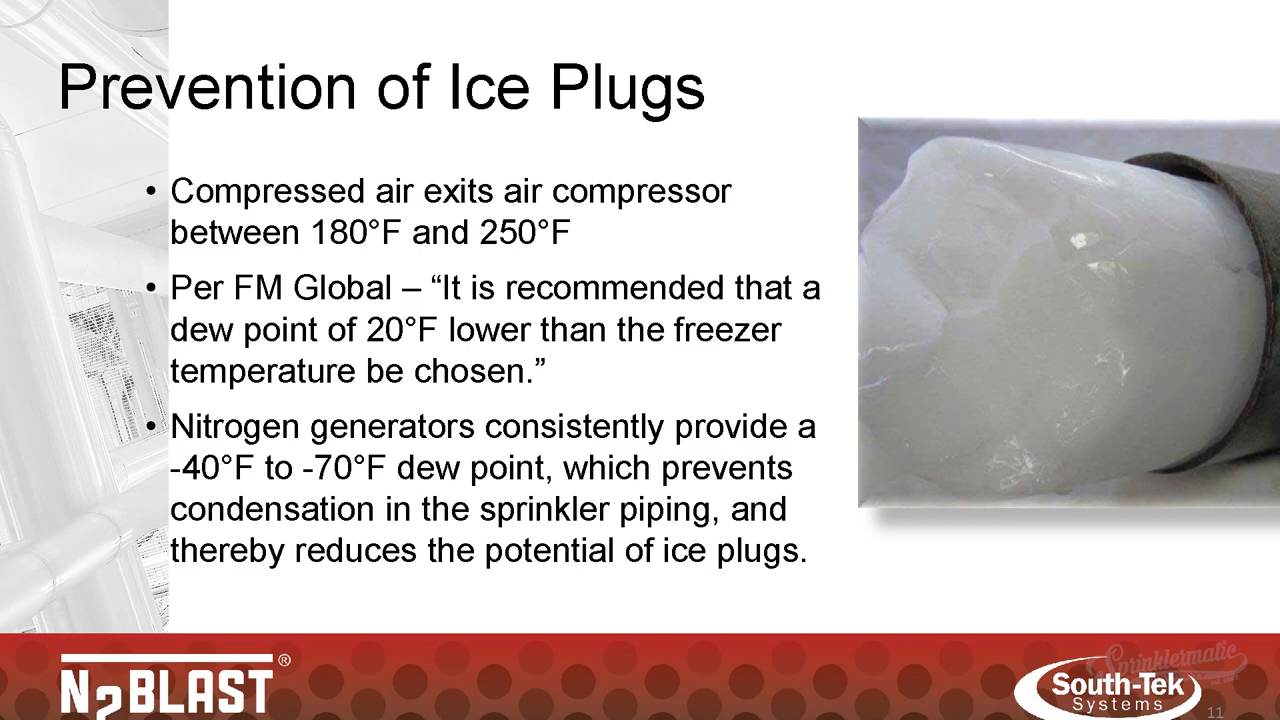 Prevention of Ice Plugs
• Compressed air exits air compressor
between 180°F and 250°F
• Per FM Global – “It is recommended that a
dew point of 20°F lower than the freezer
temperature be chosen.”
• Nitrogen generators consistently provide a
-40°F to -70°F dew point, which prevents
condensation in the sprinkler piping, and
thereby reduces the potential of ice plugs.
N2BLAST®
Sprinklermatic
South-Tek
Systems
11